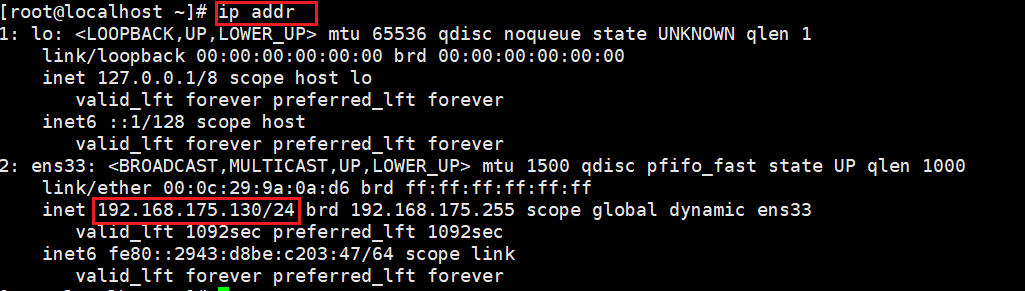 [root@localhost ~]# ip addr
1: lo: <LOOPBACK,UP,LOWER_UP> mtu 65536 qdisc noqueue state UNKNOWN qlen 1
link/loopback 00:00:00:00:00:00 brd 00:00:00:00:00:00
inet 127.0.0.1/8 scope host lo
valid_lft forever preferred_lft forever
inet6 ::1/128 scope host
valid_lft forever preferred_lft forever
2: ens33: <BROADCAST,MULTICAST,UP,LOWER_UP> mtu 1500 qdisc pfifo_fast state UP qlen 1000
link/ether 00:0c:29:9a:0a:d6 brd ff:ff:ff:ff:ff:ff
inet 192.168.175.130/24 brd 192.168.175.255 scope global dynamic ens33
valid_lft 1092sec preferred_lft 1092sec
inet6 fe80::2943:d8be:c203:47/64 scope link
valid_lft forever preferred_lft forever